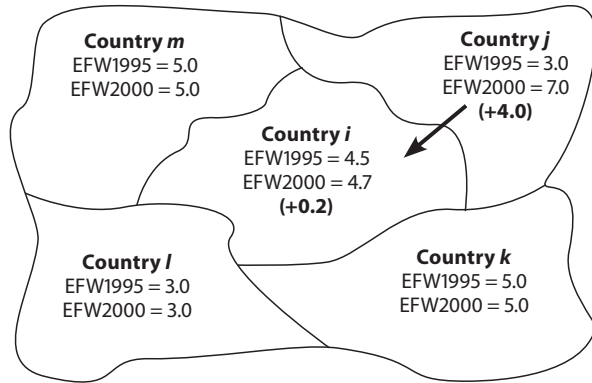 Country m
EFW1995 = 5.0
EFW2000 = 5.0
Country j
EFW1995 = 3.0
EFW2000 = 7.0
(+4.0)
Country i
EFW1995 = 4.5
EFW2000 = 4.7
(+0.2)
Country l
EFW1995 = 3.0
EFW2000 = 3.0
Country k
EFW1995 = 5.0
EFW2000 = 5.0